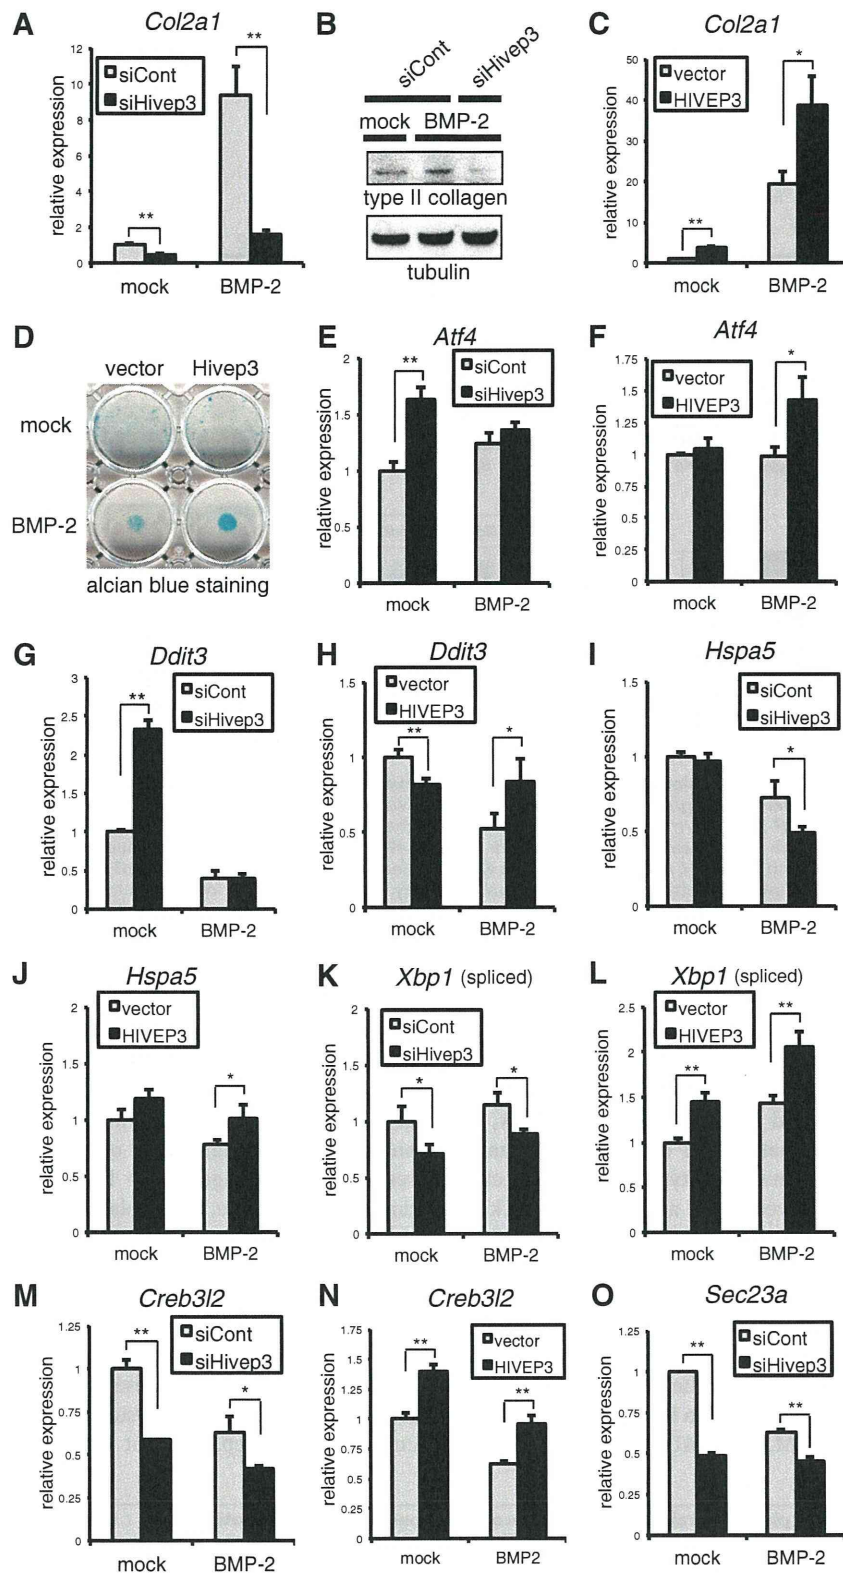 A
Col2a1
relative expression
12
10
8
6
4
2
0
siCont
siHivep3
**
**
mock
BMP-2
B
siCont
siHivep3
mock
BMP-2
type II collagen
tubulin
C
Col2a1
relative expression
50
40
30
20
10
0
vector
HIVEP3
**
*
mock
BMP-2
D
vector
Hivep3
mock
BMP-2
alcian blue staining
E
Atf4
relative expression
2
1.5
1
0.5
0
siCont
siHivep3
**
mock
BMP-2
F
Atf4
relative expression
1.75
1.5
1.25
1
0.75
0.5
0.25
0
vector
HIVEP3
*
mock
BMP-2
G
Ddit3
relative expression
3
2.5
2
1.5
1
0.5
0
siCont
siHivep3
**
mock
BMP-2
H
Ddit3
relative expression
1.5
1
0.5
0
vector
HIVEP3
**
*
mock
BMP-2
I
Hspa5
relative expression
1.5
1
0.5
0
siCont
siHivep3
*
mock
BMP-2
J
Hspa5
relative expression
2
1.5
1
0.5
0
vector
HIVEP3
*
mock
BMP-2
K
Xbp1 (spliced)
relative expression
2
1.5
1
0.5
0
siCont
siHivep3
*
*
mock
BMP-2
L
Xbp1 (spliced)
relative expression
2.5
2
1.5
1
0.5
0
vector
HIVEP3
**
**
mock
BMP-2
M
Creb3l2
relative expression
1.25
1
0.75
0.5
0.25
0
siCont
siHivep3
**
*
mock
BMP-2
N
Creb3l2
relative expression
1.75
1.5
1.25
1
0.75
0.5
0.25
0
vector
HIVEP3
**
**
mock
BMP2
O
Sec23a
relative expression
1.25
1
0.75
0.5
0.25
0
siCont
siHivep3
**
**
mock
BMP-2